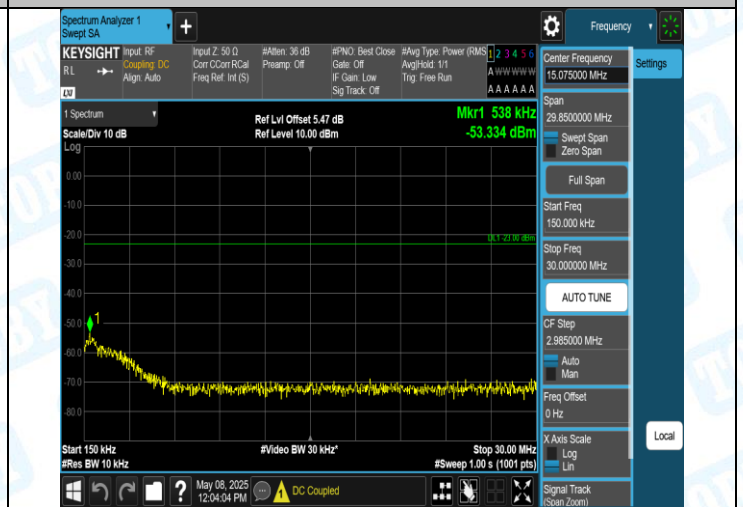 Spectrum Analyzer 1
Swept SA
+
Frequency
KEYSIGHT
RL
LXI
Input: RF
Coupling: DC
Align: Auto
Input Z: 50 Ω
Corr CCorr RCal
Freq Ref: Int (S)
#Atten: 36 dB
Preamp: Off
#PNO: Best Close
Gate: Off
IF Gain: Low
Sig Track: Off
#Avg Type: Power (RMS
Avg|Hold: 1/1
Trig: Free Run
1 2 3 4 5 6
A W W W W W
A A A A A A
1 Spectrum
Scale/Div 10 dB
Ref Lvl Offset 5.47 dB
Ref Level 10.00 dBm
Mkr1 538 kHz
-53.334 dBm
Log
0.00
-10.0
-20.0
-30.0
-40.0
-50.0
-60.0
-70.0
-80.0
DL1 -23.00 dBm
1
Start 150 kHz
#Res BW 10 kHz
#Video BW 30 kHz*
Stop 30.00 MHz
#Sweep 1.00 s (1001 pts)
Center Frequency
15.075000 MHz
Settings
Span
29.8500000 MHz
Swept Span
Zero Span
Full Span
Start Freq
150.000 kHz
Stop Freq
30.000000 MHz
AUTO TUNE
CF Step
2.985000 MHz
Auto
Man
Freq Offset
0 Hz
X Axis Scale
Log
Lin
Local
Signal Track
(Span Zoom)
?
May 08, 2025
12:04:04 PM
DC Coupled